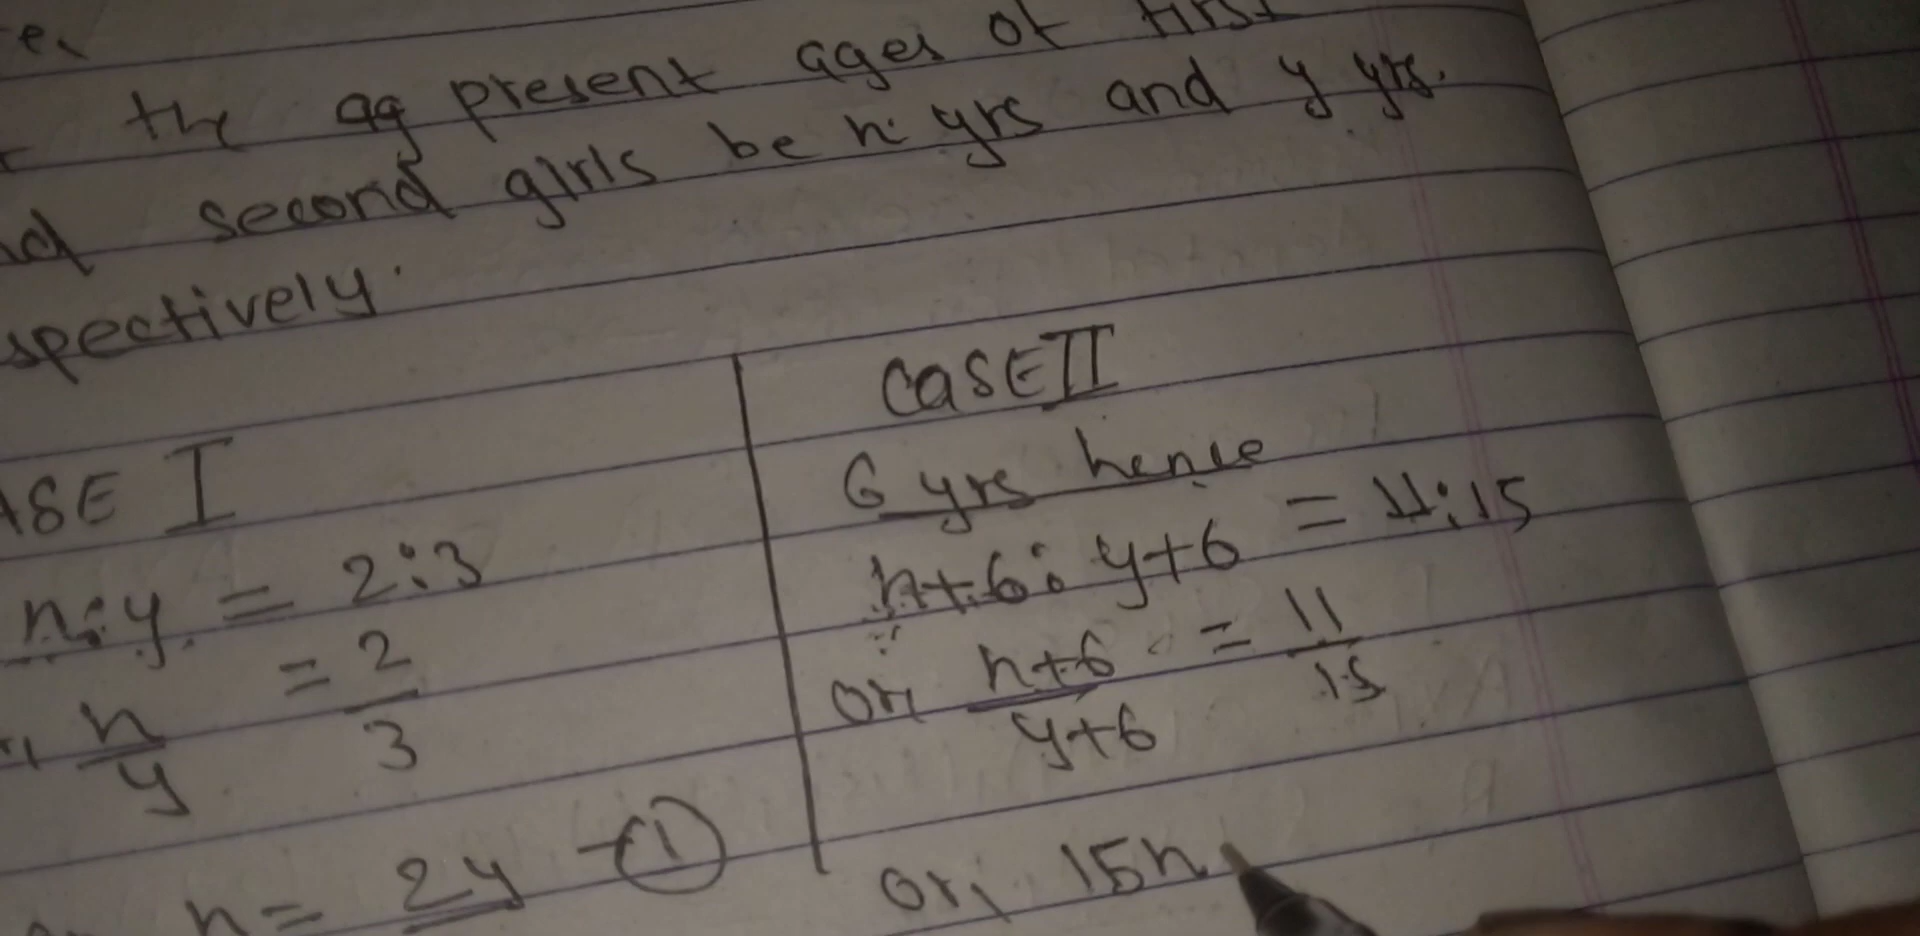 the ag present ages of first
second girls be n yrs and y yrs.
spectively.
CASE II
ASE I
6 yrs hence
n:y = 2:3
n+6:y+6 = 11:15
n/y = 2/3
or, n+6/y+6 = 11/15
n = 2y - ①
or, 15n